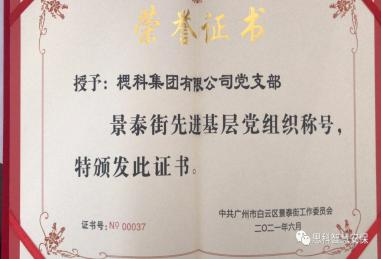 荣誉证书
授予：楒科集团有限公司党支部
景泰街先进基层党组织称号，
特颁发此证书。
证书号：№ 00037
中共广州市白云区景泰街工作委员会
二〇二一年六月
思科智慧安保